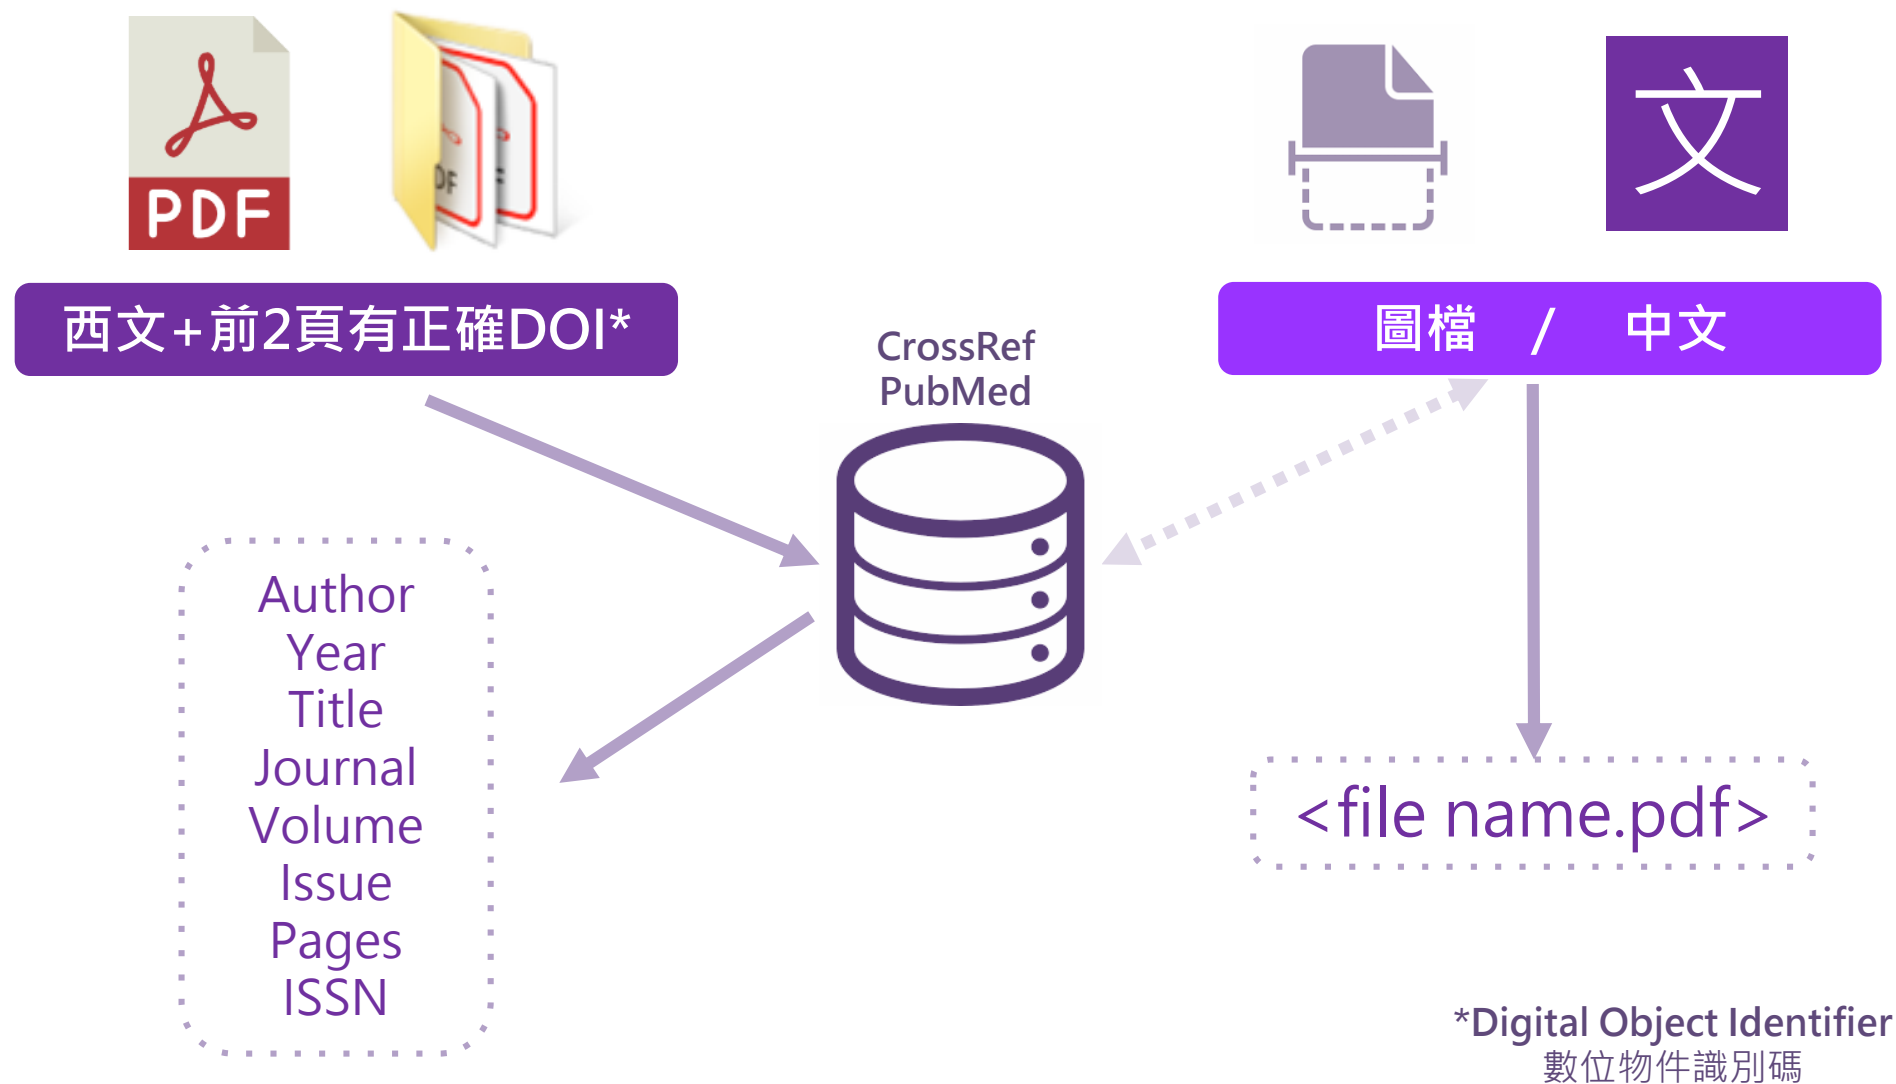 PDF
DF
F
文
西文+前2頁有正確DOI*
圖檔 / 中文
CrossRef
PubMed
Author
Year
Title
Journal
Volume
Issue
Pages
ISSN
<file name.pdf>
*Digital Object Identifier
數位物件識別碼